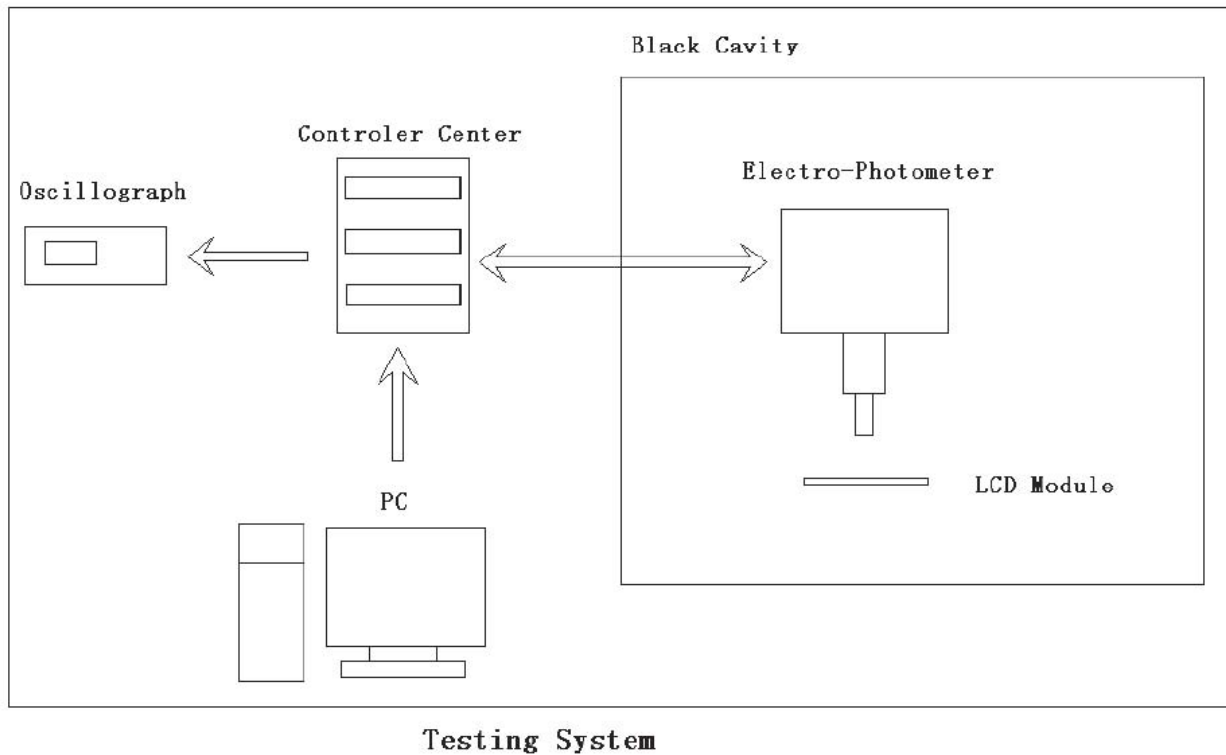 Black Cavity
Controler Center
Electro-Photometer
Oscillograph
LCD Module
PC
Testing System